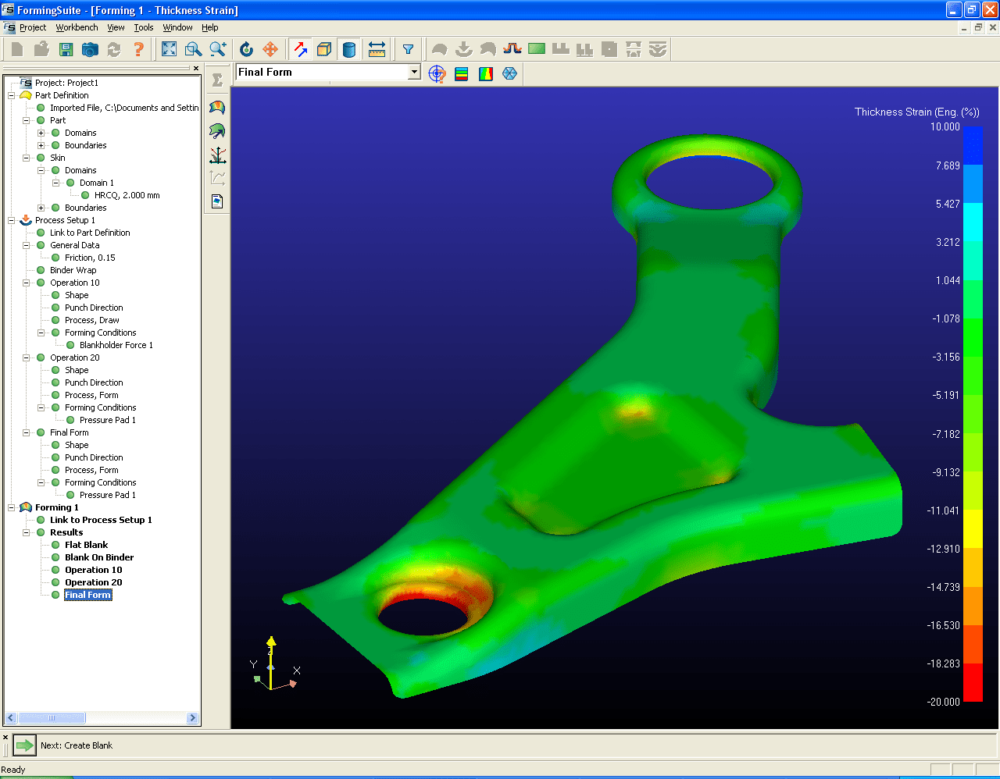 FormingSuite - [Forming 1 - Thickness Strain]
Project Workbench View Tools Window Help
Final Form
Project: Project1
Part Definition
Imported File, C:\Documents and Settin
Part
Domains
Boundaries
Skin
Domains
Domain 1
HRCQ, 2.000 mm
Boundaries
Process Setup 1
Link to Part Definition
General Data
Friction, 0.15
Binder Wrap
Operation 10
Shape
Punch Direction
Process, Draw
Forming Conditions
Blankholder Force 1
Operation 20
Shape
Punch Direction
Process, Form
Forming Conditions
Pressure Pad 1
Final Form
Shape
Punch Direction
Process, Form
Forming Conditions
Pressure Pad 1
Forming 1
Link to Process Setup 1
Results
Flat Blank
Blank On Binder
Operation 10
Operation 20
Final Form
Thickness Strain (Eng. (%))
10.000
7.689
5.427
3.212
1.044
-1.078
-3.156
-5.191
-7.182
-9.132
-11.041
-12.910
-14.739
-16.530
-18.283
-20.000
Z
Y
X
Next: Create Blank
Ready